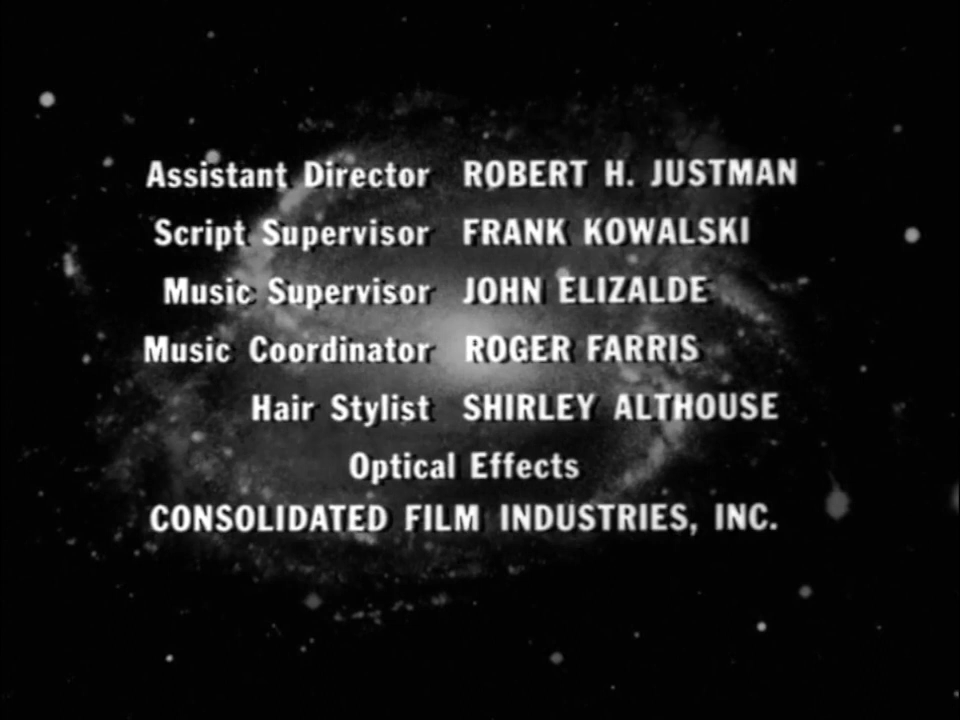 Assistant Director ROBERT H. JUSTMAN
Script Supervisor FRANK KOWALSKI
Music Supervisor JOHN ELIZALDE
Music Coordinator ROGER FARRIS
Hair Stylist SHIRLEY ALTHOUSE
Optical Effects
CONSOLIDATED FILM INDUSTRIES, INC.